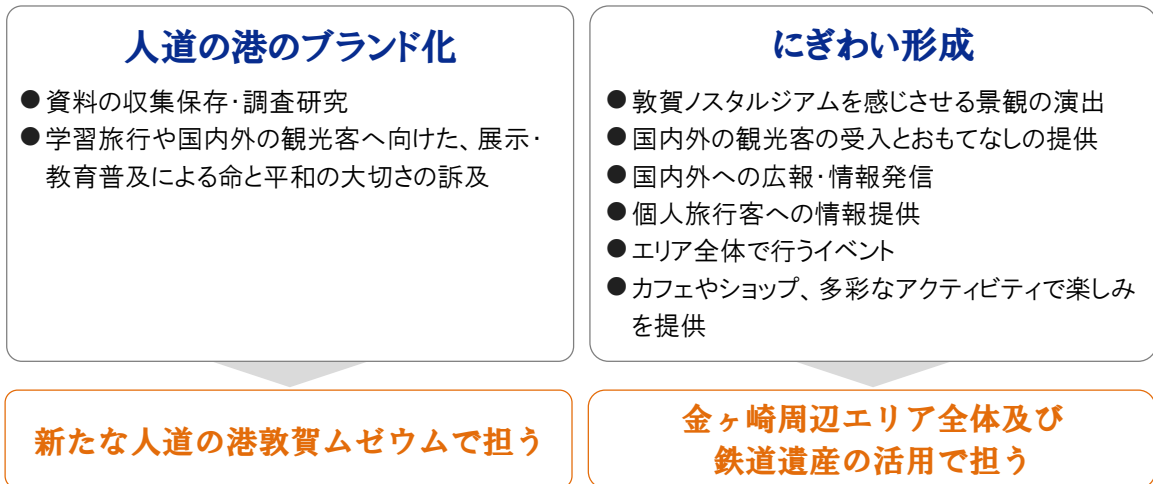 人道の港のブランド化
●資料の収集保存・調査研究
●学習旅行や国内外の観光客へ向けた、展示・
教育普及による命と平和の大切さの訴及
新たな人道の港敦賀ムゼウムで担う
にぎわい形成
●敦賀ノスタルジアムを感じさせる景観の演出
●国内外の観光客の受入とおもてなしの提供
●国内外への広報・情報発信
●個人旅行客への情報提供
●エリア全体で行うイベント
●カフェやショップ、多彩なアクティビティで楽しみ
を提供
金ヶ崎周辺エリア全体及び
鉄道遺産の活用で担う